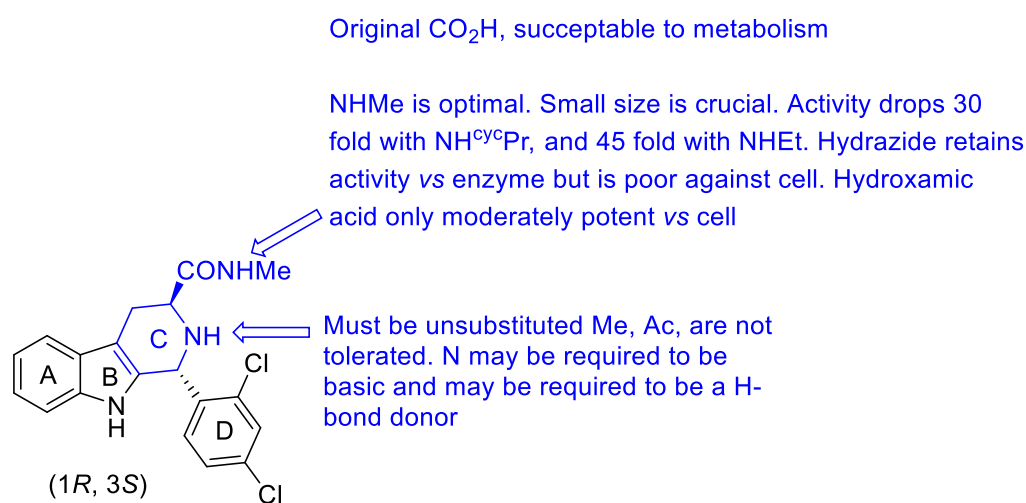 Original CO₂H, succeptable to metabolism
NHMe is optimal. Small size is crucial. Activity drops 30
fold with NHᶜʸᶜPr, and 45 fold with NHEt. Hydrazide retains
activity vs enzyme but is poor against cell. Hydroxamic
acid only moderately potent vs cell
CONHMe
C
NH
Must be unsubstituted Me, Ac, are not
tolerated. N may be required to be
basic and may be required to be a H-
bond donor
Cl
A
B
N
H
D
Cl
(1R, 3S)